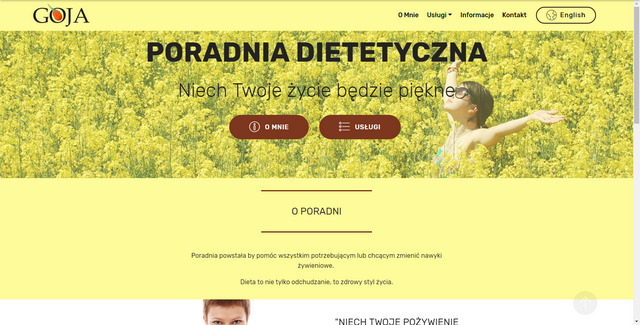 GOJA
O Mnie Usługi Informacje Kontakt English
PORADNIA DIETETYCZNA
Niech Twoje życie będzie piękne
O MNIE USŁUGI
O PORADNI
Poradnia powstała by pomóc wszystkim potrzebującym lub chcącym zmienić nawyki
żywieniowe.
Dieta to nie tylko odchudzanie, to zdrowy styl życia.
"NIECH TWOJE POŻYWIENIE